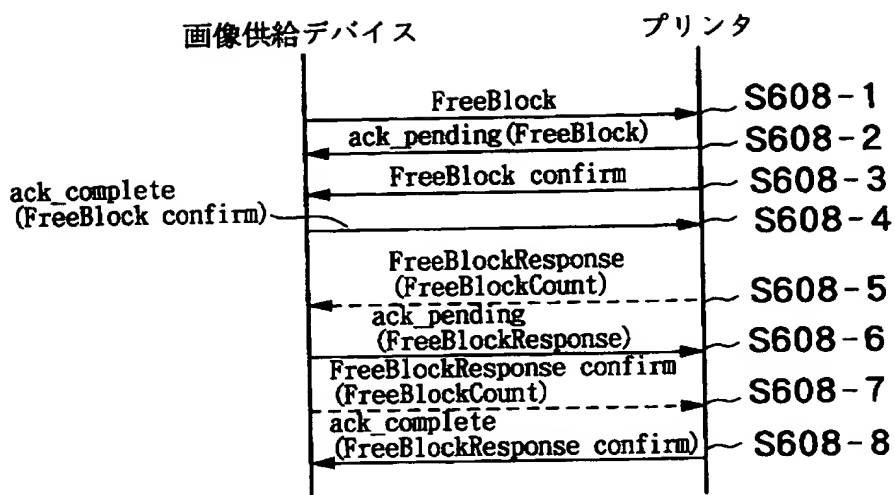 画像供給デバイス
プリンタ
FreeBlock
S608-1
ack_pending(FreeBlock)
S608-2
FreeBlock confirm
S608-3
ack_complete
(FreeBlock confirm)
S608-4
FreeBlockResponse
(FreeBlockCount)
S608-5
ack_pending
(FreeBlockResponse)
S608-6
FreeBlockResponse confirm
(FreeBlockCount)
S608-7
ack_complete
(FreeBlockResponse confirm)
S608-8